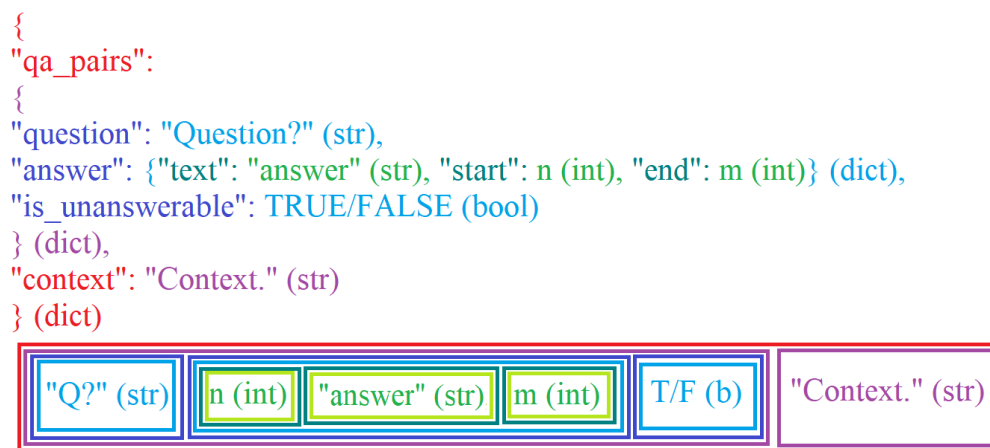 {
"qa_pairs":
{
"question": "Question?" (str),
"answer": {"text": "answer" (str), "start": n (int), "end": m (int)} (dict),
"is_unanswerable": TRUE/FALSE (bool)
} (dict),
"context": "Context." (str)
} (dict)
"Q?" (str) n (int) "answer" (str) m (int) T/F (b) "Context." (str)